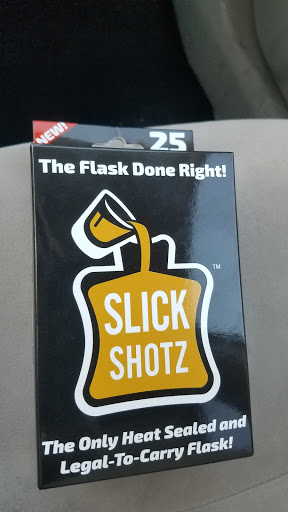 NEW!
25
The Flask Done Right!
TM
SLICK
SHOTZ
The Only Heat Sealed and
Legal-To-Carry Flask!